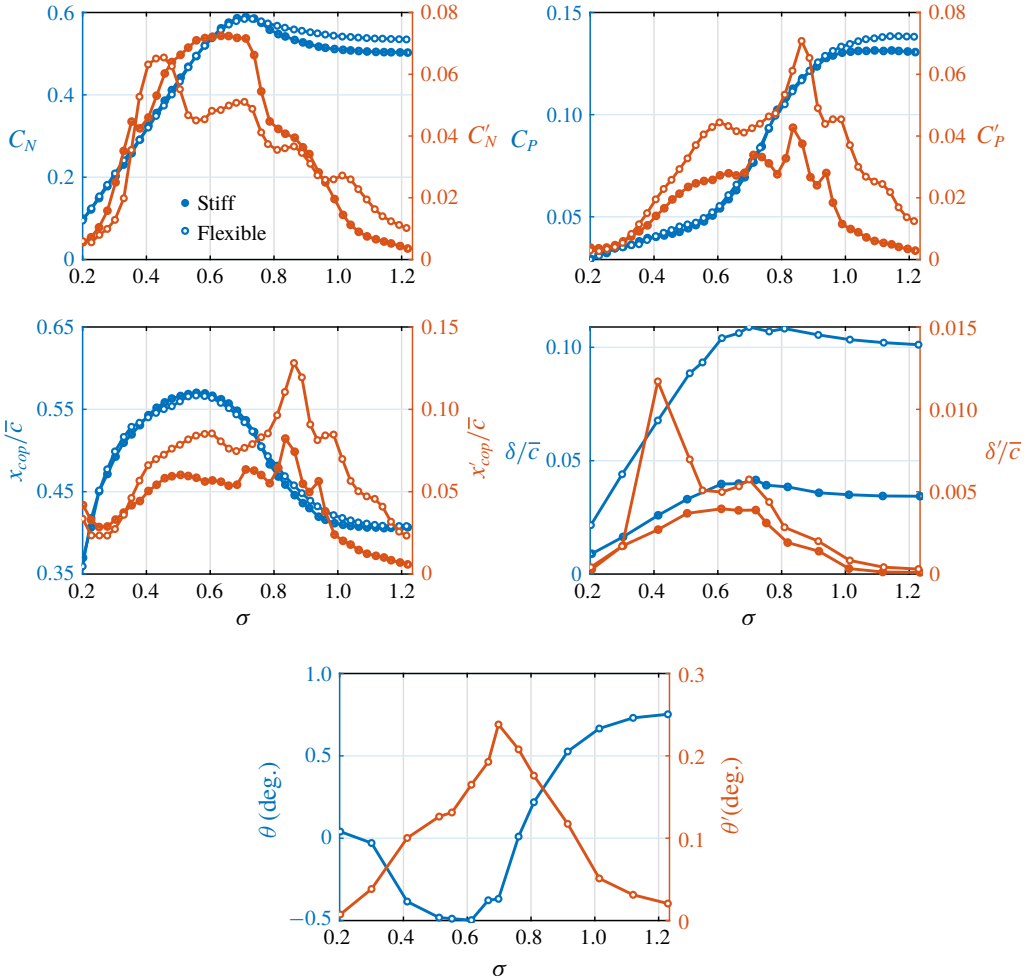 0.6
0.4
0.2
0
C_N
0.08
0.06
0.04
0.02
0
C′_N
Stiff
Flexible
0.2 0.4 0.6 0.8 1.0 1.2
0.15
0.10
0.05
C_P
0.08
0.06
0.04
0.02
0
C′_P
0.2 0.4 0.6 0.8 1.0 1.2
0.65
0.55
0.45
0.35
x_cop/c̅
0.15
0.10
0.05
0
x′_cop/c̅
0.2 0.4 0.6 0.8 1.0 1.2
σ
0.10
0.05
0
δ/c̅
0.015
0.010
0.005
0
δ′/c̅
0.2 0.4 0.6 0.8 1.0 1.2
σ
1.0
0.5
0
−0.5
θ (deg.)
0.3
0.2
0.1
0
θ′(deg.)
0.2 0.4 0.6 0.8 1.0 1.2
σ